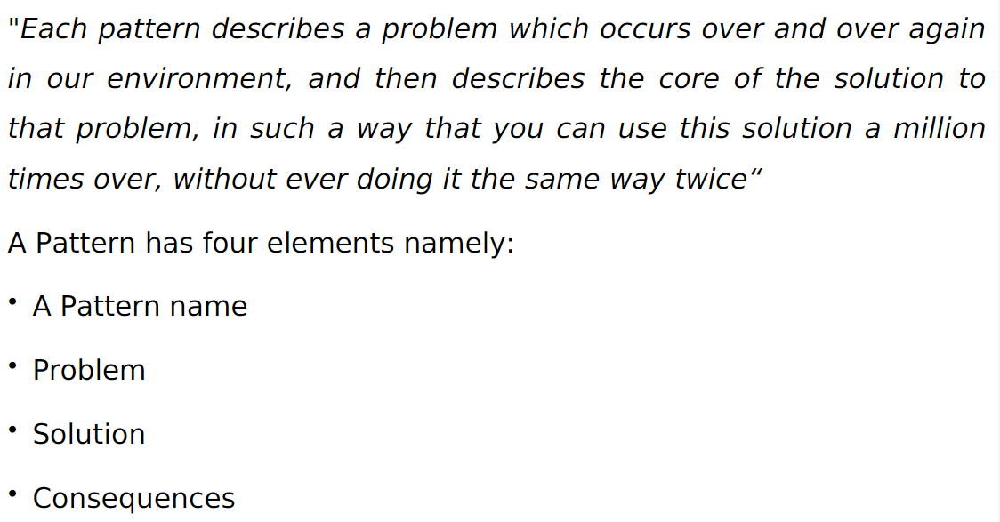 "Each pattern describes a problem which occurs over and over again
in our environment, and then describes the core of the solution to
that problem, in such a way that you can use this solution a million
times over, without ever doing it the same way twice“
A Pattern has four elements namely:
• A Pattern name
• Problem
• Solution
• Consequences